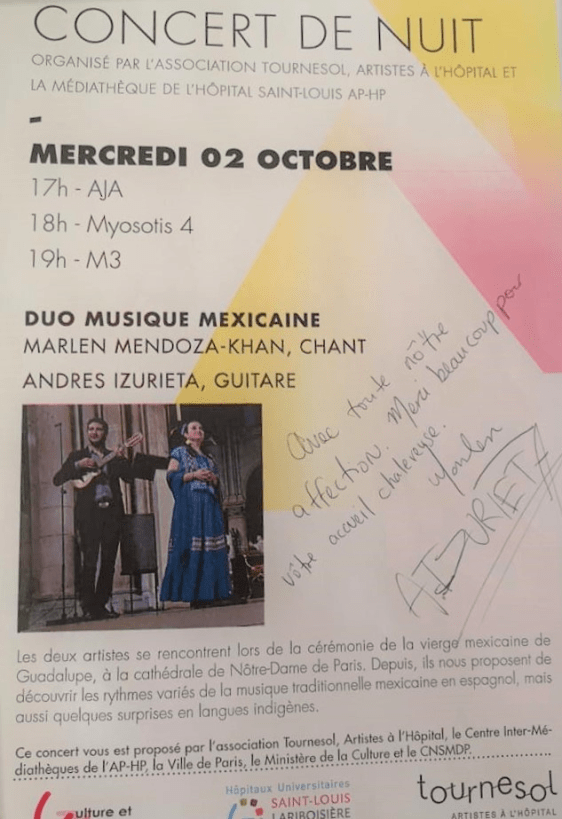 CONCERT DE NUIT
ORGANISÉ PAR L'ASSOCIATION TOURNESOL, ARTISTES À L'HÔPITAL ET
LA MÉDIATHÈQUE DE L'HÔPITAL SAINT-LOUIS AP-HP
-
MERCREDI 02 OCTOBRE
17h - AJA
18h - Myosotis 4
19h - M3
DUO MUSIQUE MEXICAINE
MARLEN MENDOZA-KHAN, CHANT
ANDRES IZURIETA, GUITARE
Avec toute nôtre
affection. Merci beaucoup pour
vôtre accueil chalereuse.
Marlen
A. IZURIETA
Les deux artistes se rencontrent lors de la cérémonie de la vierge mexicaine de
Guadalupe, à la cathédrale de Nôtre-Dame de Paris. Depuis, ils nous proposent de
découvrir les rythmes variés de la musique traditionnelle mexicaine en espagnol, mais
aussi quelques surprises en langues indigènes.
Ce concert vous est proposé par l'association Tournesol, Artistes à l'Hôpital, le Centre Inter-Mé-
diathèques de l'AP-HP, la Ville de Paris, le Ministère de la Culture et le CNSMDP.
Culture et
Hôpitaux Universitaires
SAINT-LOUIS
LARIBOISIÈRE
tournesol
ARTISTES À L'HÔPITAL